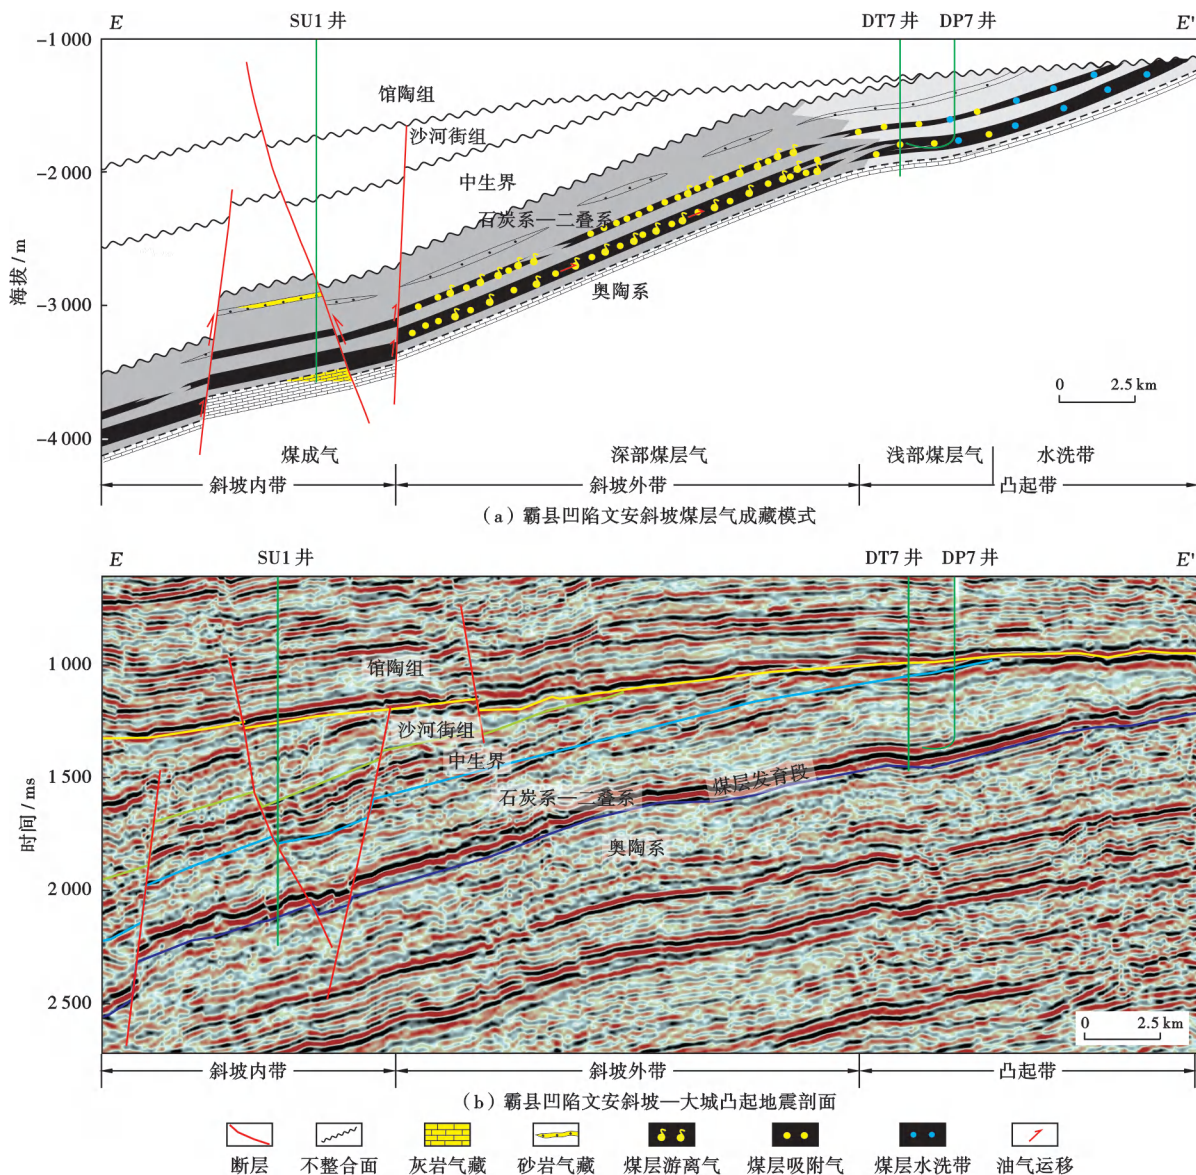 E SU1 井 DT7 井 DP7 井 E'
-1 000
馆陶组
沙河街组
-2 000
中生界
石炭系—二叠系
海拔/m
奥陶系
-3 000
0 2.5 km
-4 000
煤成气 深部煤层气 浅部煤层气 水洗带
斜坡内带 斜坡外带 凸起带
(a) 霸县凹陷文安斜坡煤层气成藏模式
E SU1 井 DT7 井 DP7 井 E'
1 000
馆陶组
沙河街组
中生界
1 500
煤层发育段
石炭系—二叠系
时间/ms
奥陶系
2 000
2 500
0 2.5 km
斜坡内带 斜坡外带 凸起带
(b) 霸县凹陷文安斜坡—大城凸起地震剖面
断层 不整合面 灰岩气藏 砂岩气藏 煤层游离气 煤层吸附气 煤层水洗带 油气运移